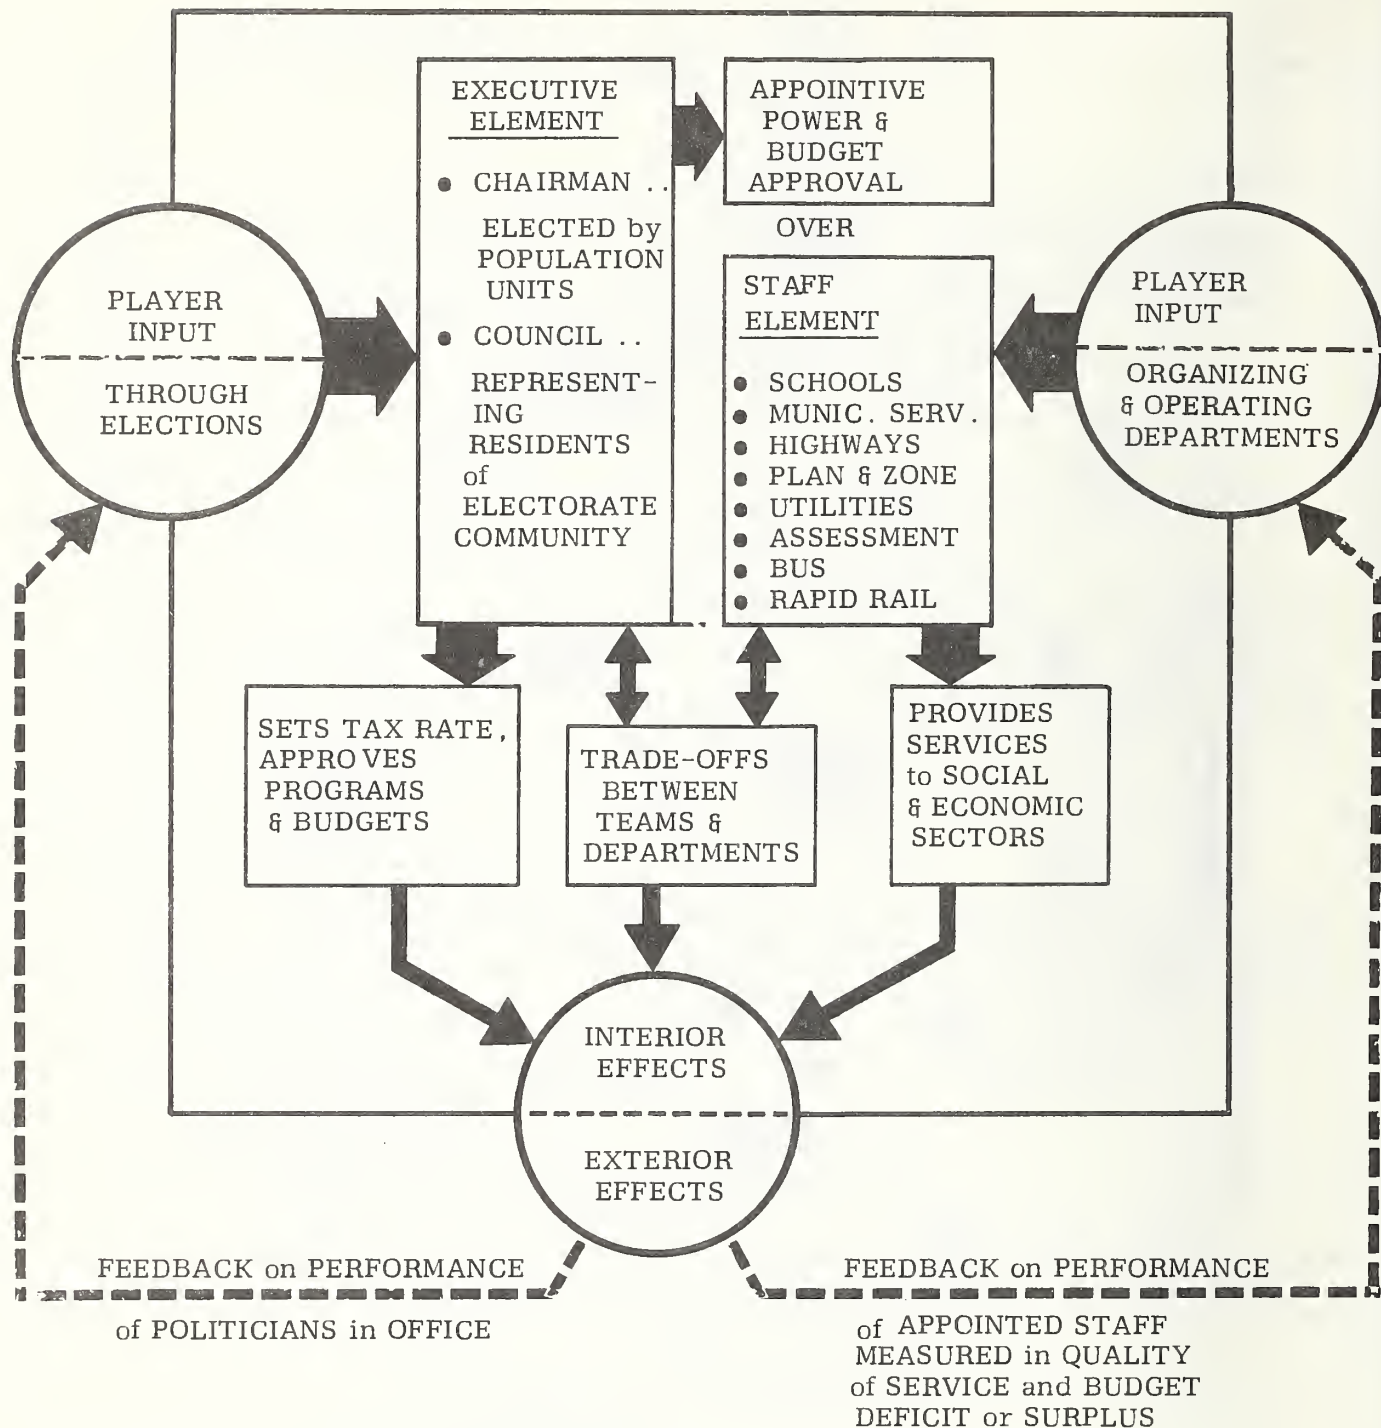 EXECUTIVE
ELEMENT
● CHAIRMAN ..
ELECTED by
POPULATION
UNITS
● COUNCIL ..
REPRESENT-
ING
RESIDENTS
of
ELECTORATE
COMMUNITY
APPOINTIVE
POWER &
BUDGET
APPROVAL
OVER
STAFF
ELEMENT
● SCHOOLS
● MUNIC. SERV.
● HIGHWAYS
● PLAN & ZONE
● UTILITIES
● ASSESSMENT
● BUS
● RAPID RAIL
PLAYER
INPUT
THROUGH
ELECTIONS
PLAYER
INPUT
ORGANIZING
& OPERATING
DEPARTMENTS
SETS TAX RATE,
APPROVES
PROGRAMS
& BUDGETS
TRADE-OFFS
BETWEEN
TEAMS &
DEPARTMENTS
PROVIDES
SERVICES
to SOCIAL
& ECONOMIC
SECTORS
INTERIOR
EFFECTS
EXTERIOR
EFFECTS
FEEDBACK on PERFORMANCE
of POLITICIANS in OFFICE
FEEDBACK on PERFORMANCE
of APPOINTED STAFF
MEASURED in QUALITY
of SERVICE and BUDGET
DEFICIT or SURPLUS